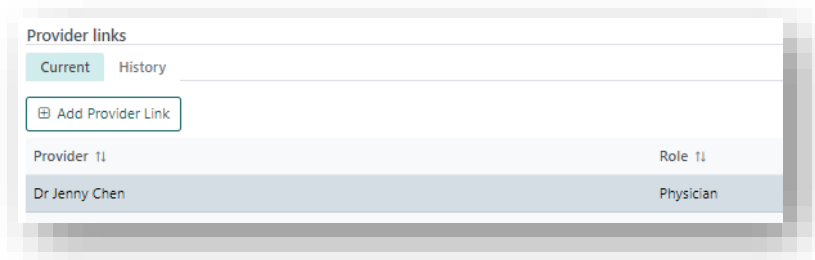 Provider links
Current History
Add Provider Link
Provider Role
Dr Jenny Chen Physician